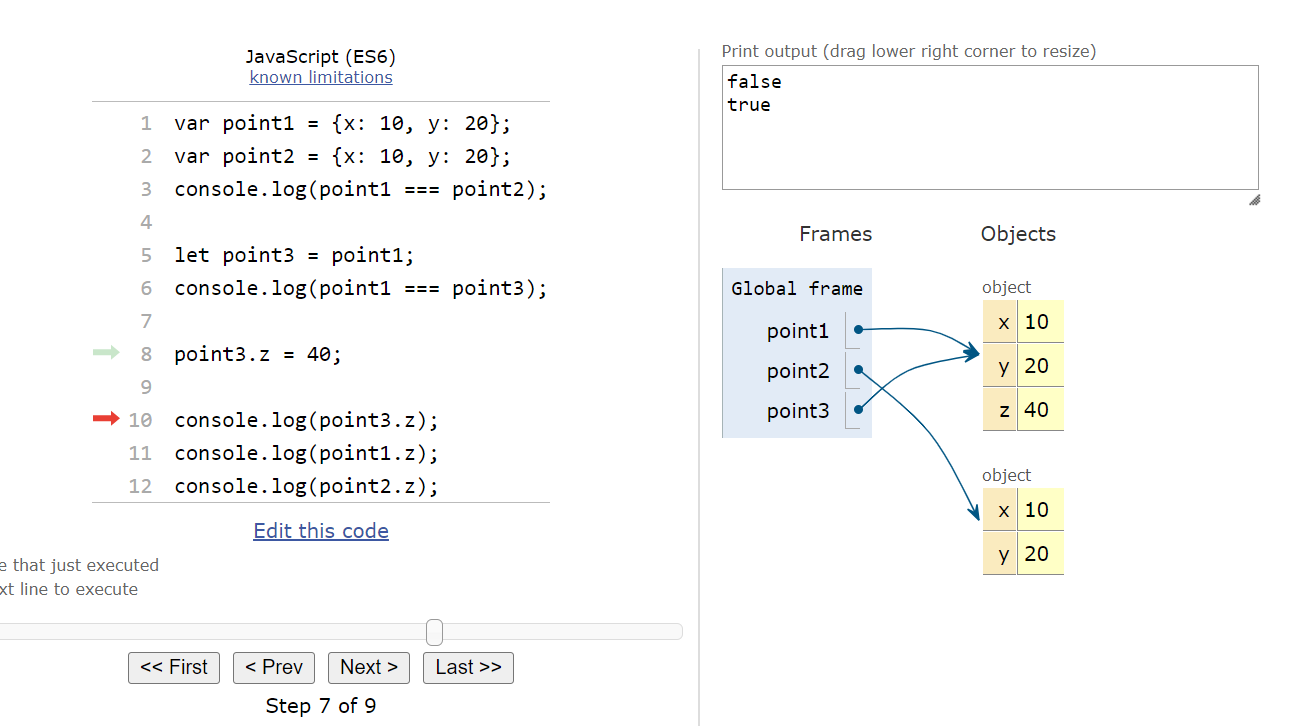 JavaScript (ES6)
known limitations
1 var point1 = {x: 10, y: 20};
2 var point2 = {x: 10, y: 20};
3 console.log(point1 === point2);
4
5 let point3 = point1;
6 console.log(point1 === point3);
7
8 point3.z = 40;
9
10 console.log(point3.z);
11 console.log(point1.z);
12 console.log(point2.z);
Edit this code
e that just executed
xt line to execute
<< First
< Prev
Next >
Last >>
Step 7 of 9
Print output (drag lower right corner to resize)
false
true
Frames
Objects
Global frame
point1
point2
point3
object
x 10
y 20
z 40
object
x 10
y 20